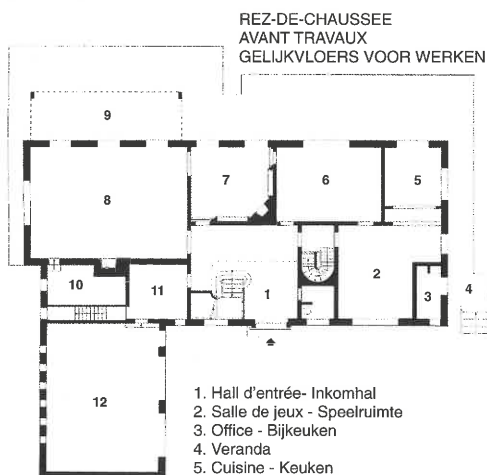 REZ-DE-CHAUSSEE
AVANT TRAVAUX
GELIJKVLOERS VOOR WERKEN
9
8
7
6
5
10
11
1
2
3
4
12
1. Hall d'entrée- Inkomhal
2. Salle de jeux - Speelruimte
3. Office - Bijkeuken
4. Veranda
5. Cuisine - Keuken